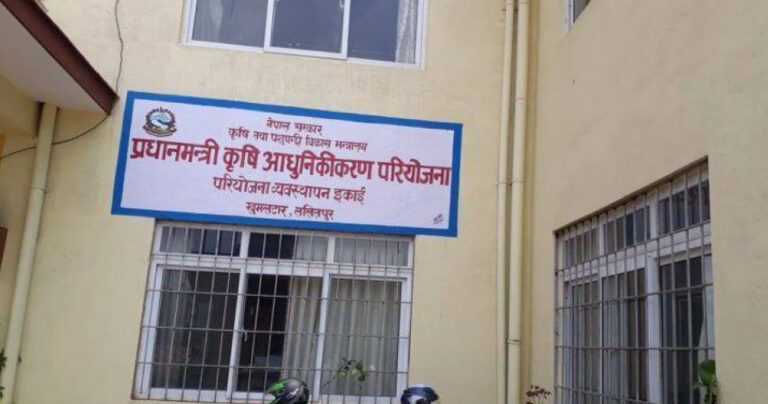 नेपाल सरकार
कृषि तथा पशुपन्छी विकास मन्त्रालय
प्रधानमन्त्री कृषि आधुनिकीकरण परियोजना
परियोजना व्यवस्थापन इकाई
खुमलटार, ललितपुर